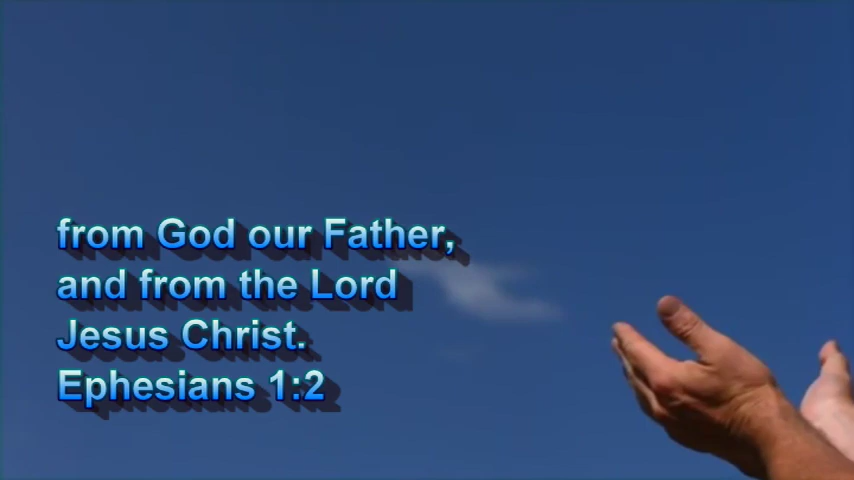 from God our Father,
and from the Lord
Jesus Christ.
Ephesians 1:2